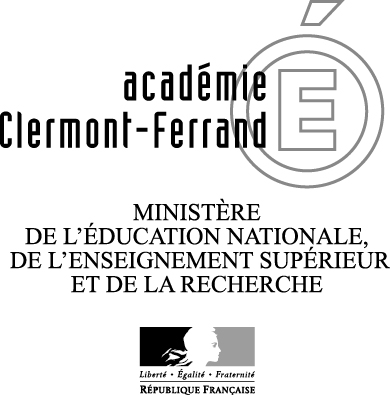 académie
Clermont-Ferrand
É
MINISTÈRE
DE L'ÉDUCATION NATIONALE,
DE L'ENSEIGNEMENT SUPÉRIEUR
ET DE LA RECHERCHE
Liberté • Égalité • Fraternité
RÉPUBLIQUE FRANÇAISE